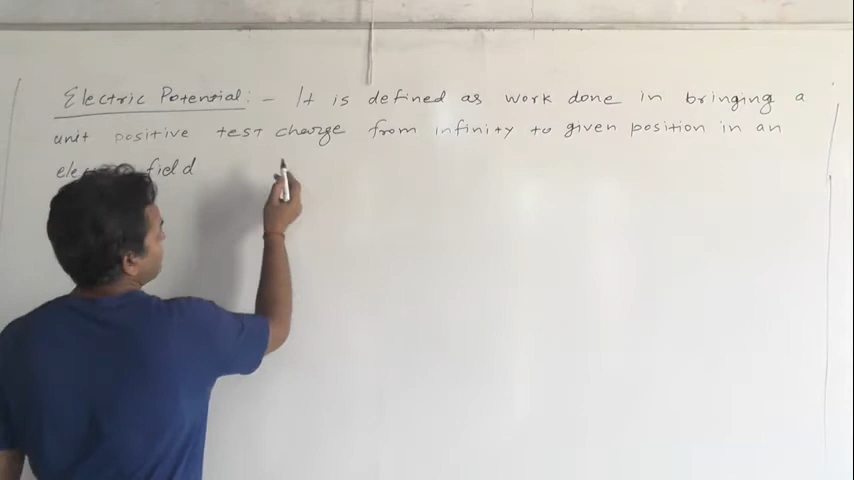 Electric Potential: - It is defined as work done in bringing a
unit positive test charge from infinity to given position in an
field